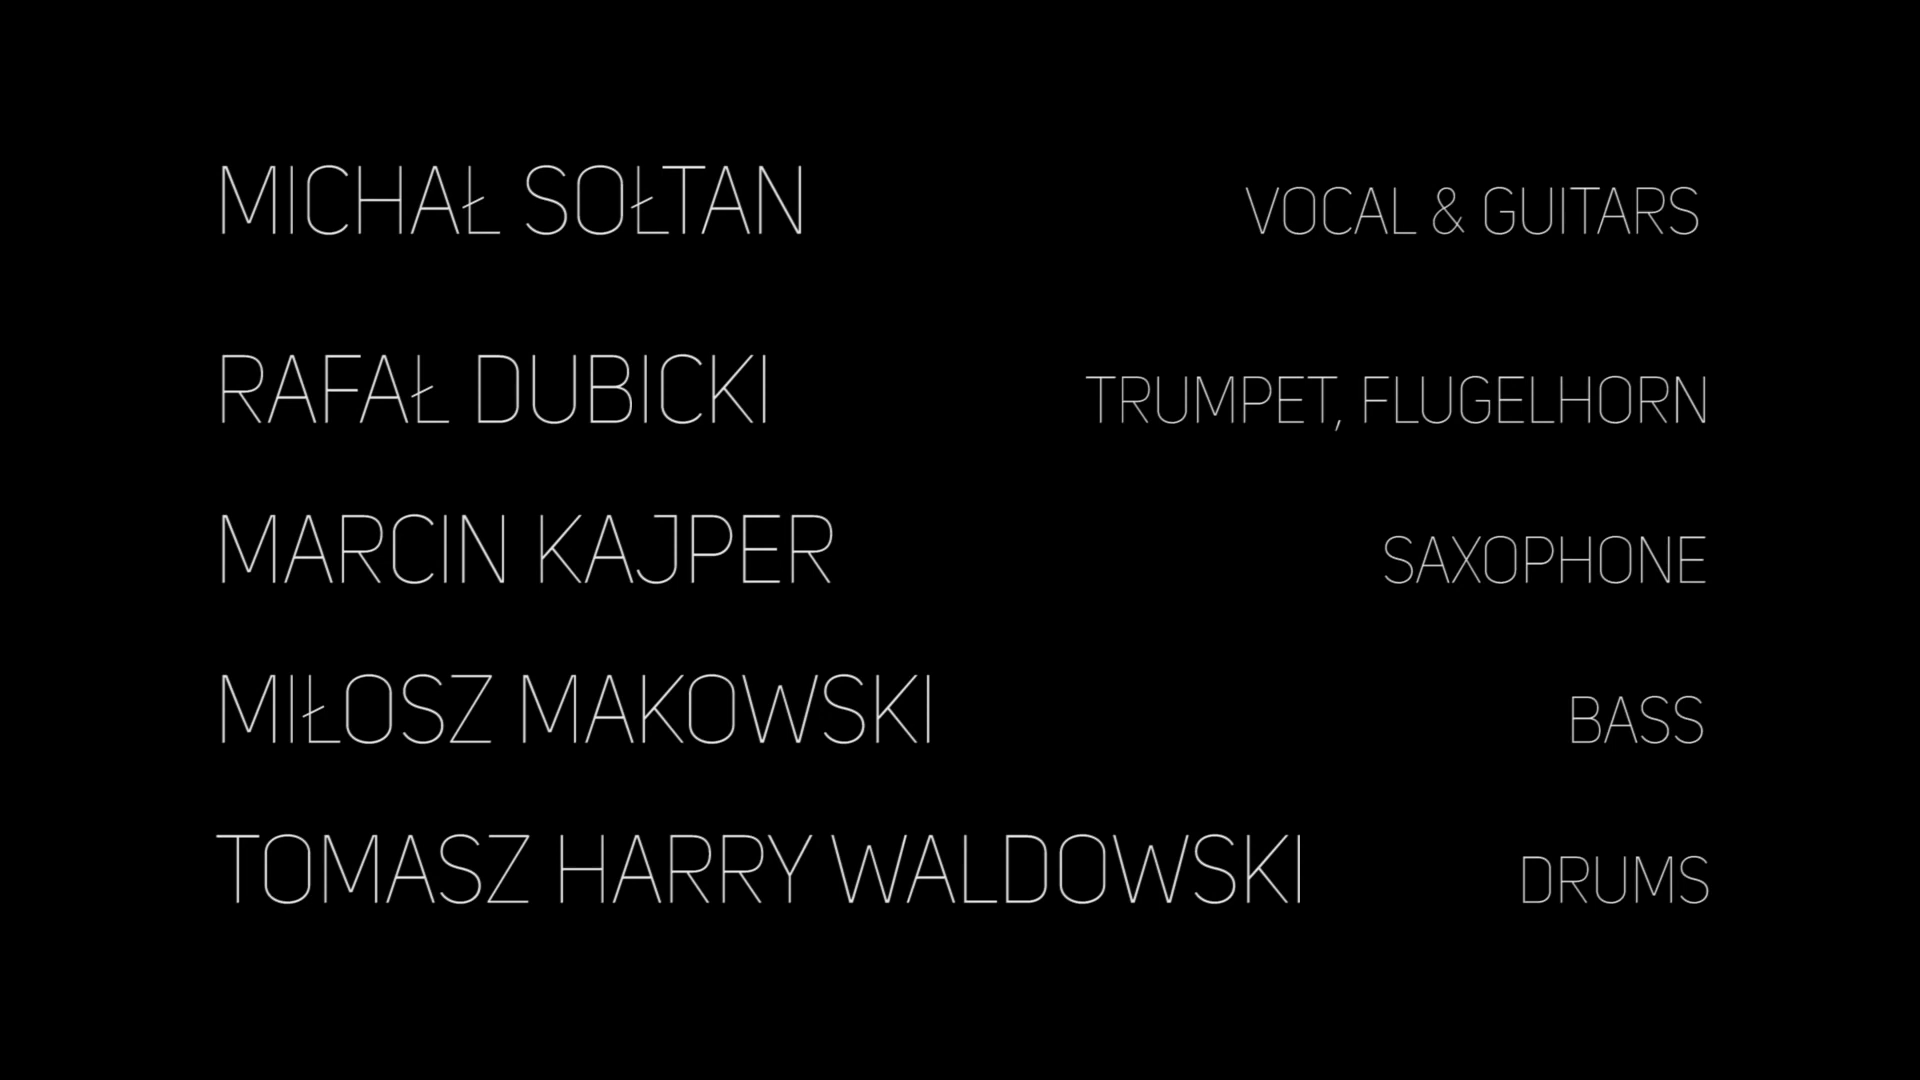 MICHAŁ SOŁTAN VOCAL & GUITARS
RAFAŁ DUBICKI TRUMPET, FLUGELHORN
MARCIN KAJPER SAXOPHONE
MIŁOSZ MAKOWSKI BASS
TOMASZ HARRY WALDOWSKI DRUMS